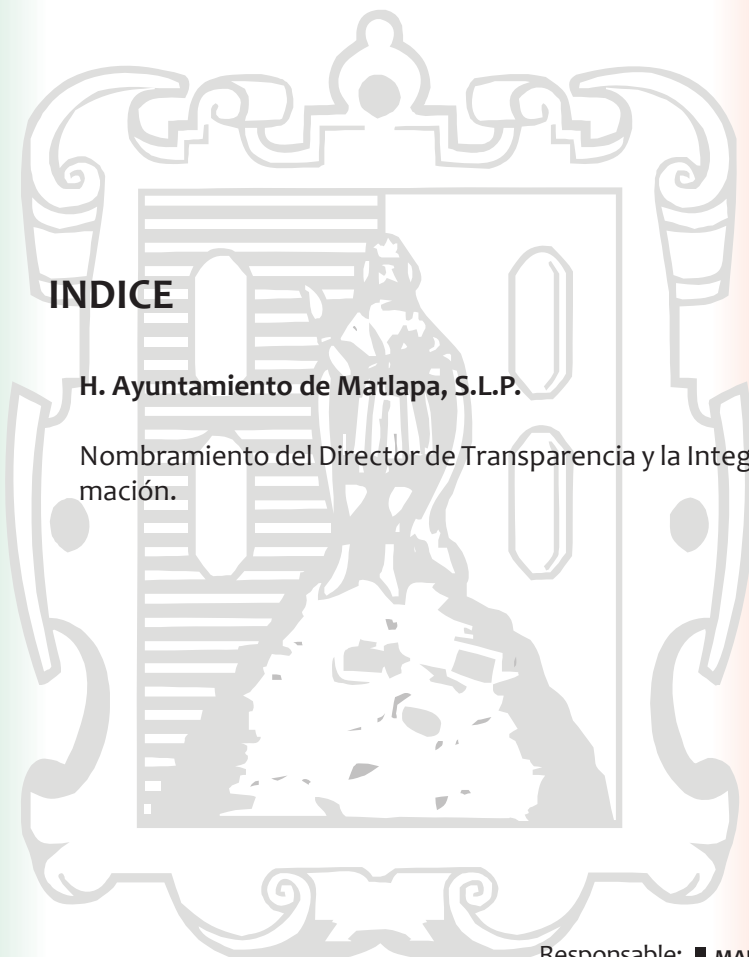 INDICE
H. Ayuntamiento de Matlapa, S.L.P.
Nombramiento del Director de Transparencia y la Integ
mación.
Responsable: